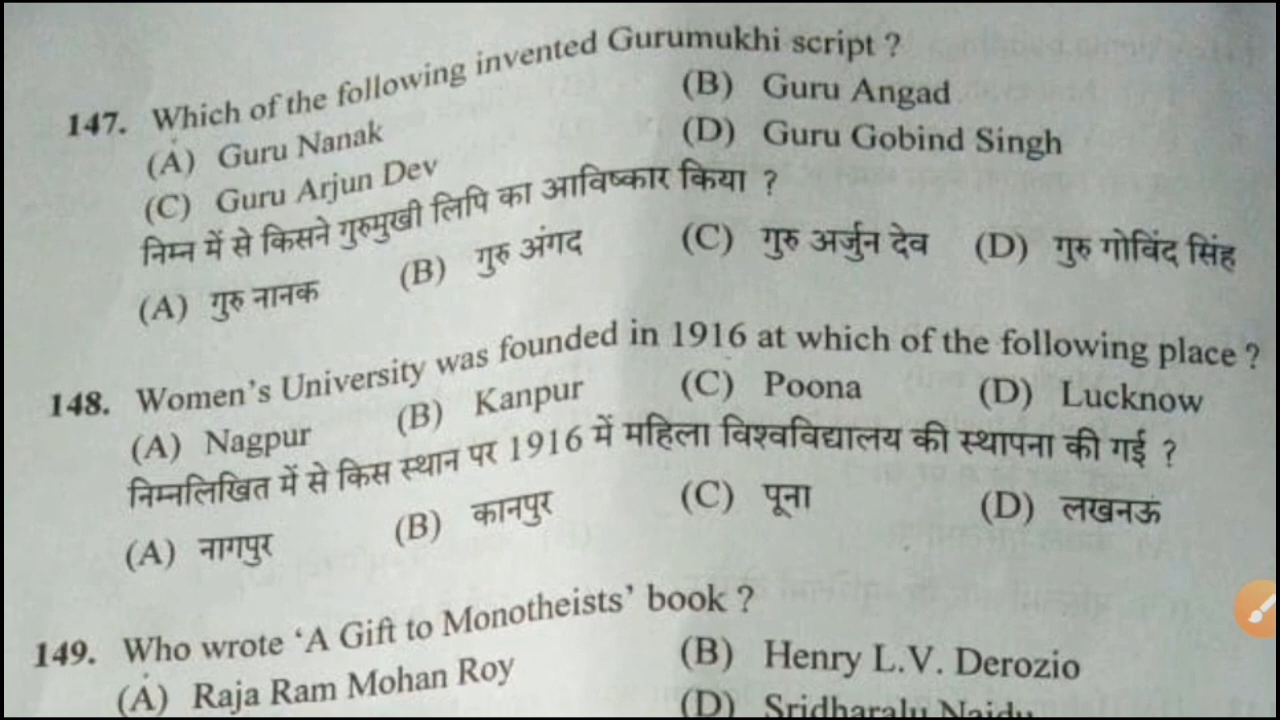 147. Which of the following invented Gurumukhi script ?
(A) Guru Nanak (B) Guru Angad
(C) Guru Arjun Dev (D) Guru Gobind Singh
निम्न में से किसने गुरुमुखी लिपि का आविष्कार किया ?
(A) गुरु नानक (B) गुरु अंगद (C) गुरु अर्जुन देव (D) गुरु गोविंद सिंह
148. Women's University was founded in 1916 at which of the following place ?
(A) Nagpur (B) Kanpur (C) Poona (D) Lucknow
निम्नलिखित में से किस स्थान पर 1916 में महिला विश्वविद्यालय की स्थापना की गई ?
(A) नागपुर (B) कानपुर (C) पूना (D) लखनऊ
149. Who wrote 'A Gift to Monotheists' book ?
(A) Raja Ram Mohan Roy (B) Henry L.V. Derozio
(D) Sridharalu Naidu